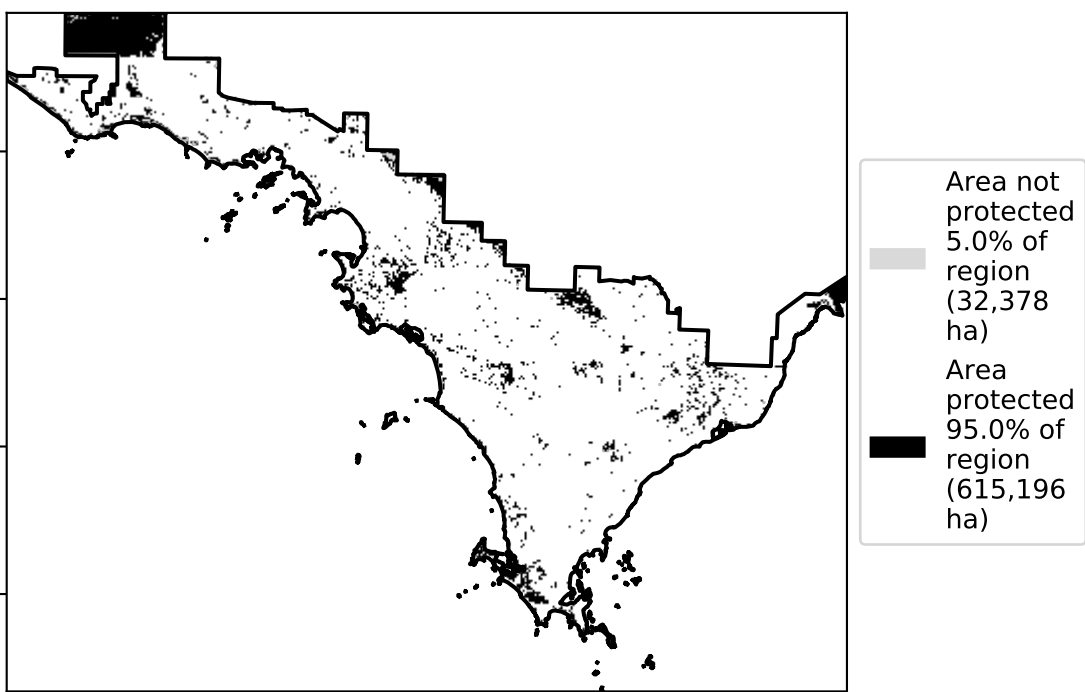 Area not
protected
5.0% of
region
(32,378
ha)
Area
protected
95.0% of
region
(615,196
ha)